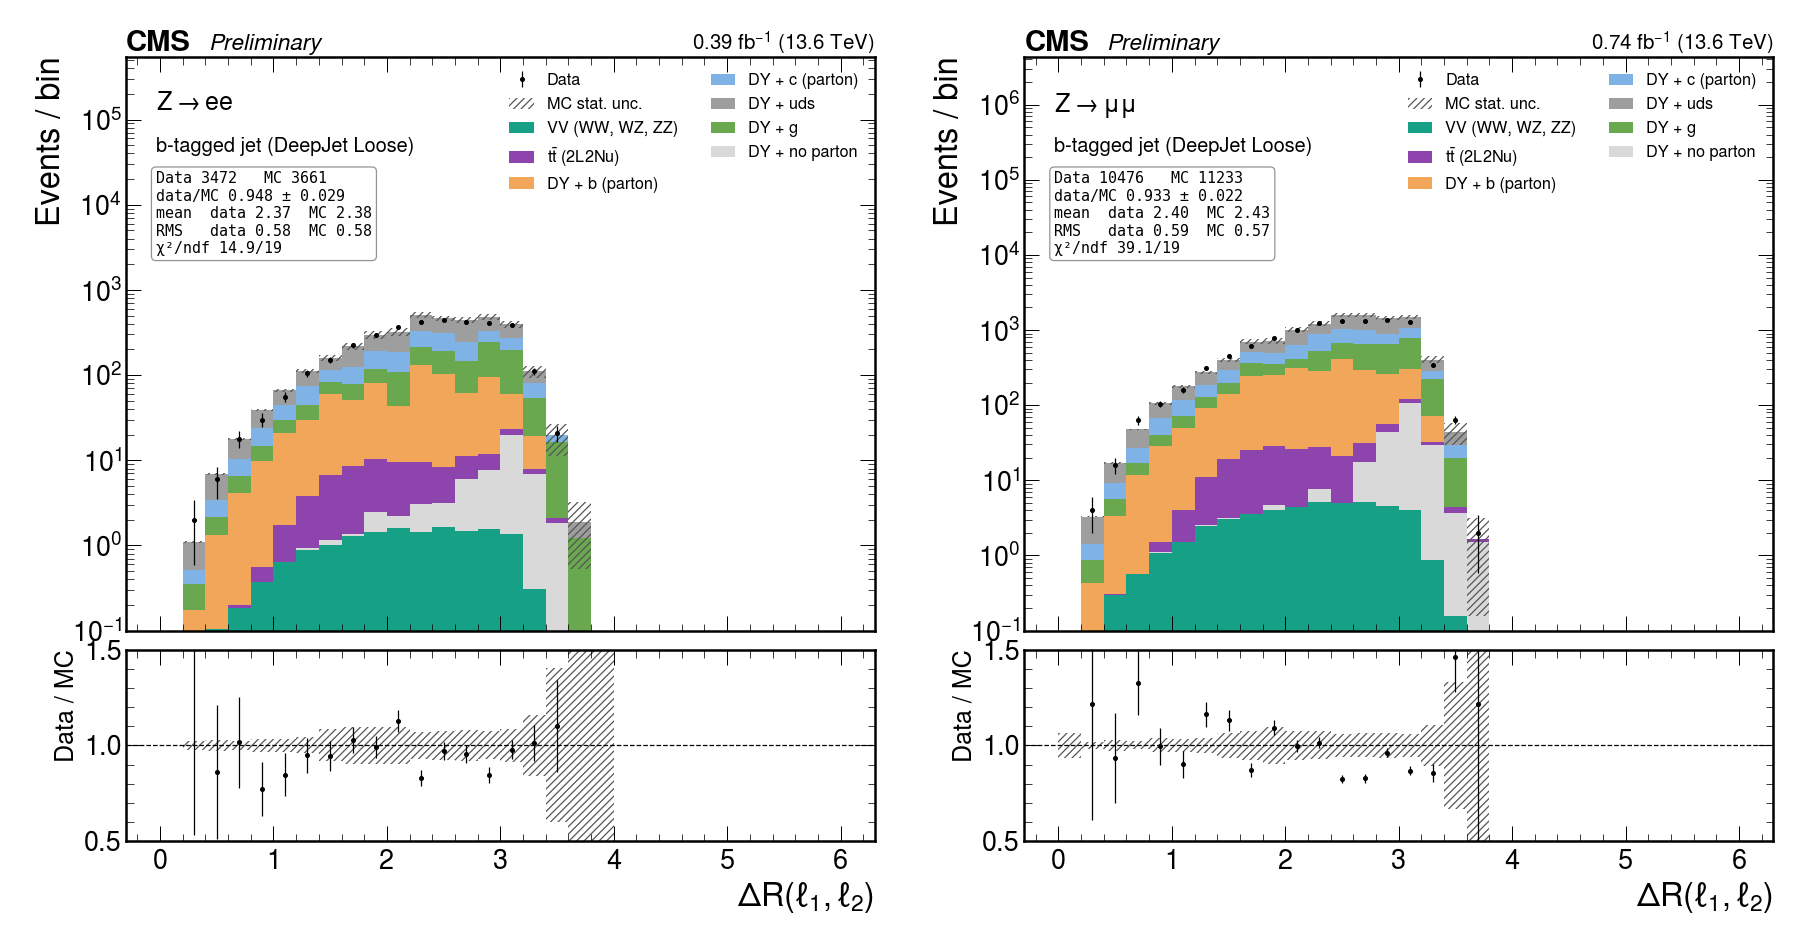 CMS Preliminary 0.39 fb⁻¹ (13.6 TeV)
Events / bin
Z → ee
b-tagged jet (DeepJet Loose)
Data 3472 MC 3661
data/MC 0.948 ± 0.029
mean data 2.37 MC 2.38
RMS data 0.58 MC 0.58
χ²/ndf 14.9/19
Data
MC stat. unc.
VV (WW, WZ, ZZ)
tt̄ (2L2Nu)
DY + b (parton)
DY + c (parton)
DY + uds
DY + g
DY + no parton
10⁵
10⁴
10³
10²
10¹
10⁰
10⁻¹
Data / MC
1.5
1.0
0.5
0 1 2 3 4 5 6
ΔR(ℓ₁, ℓ₂)
CMS Preliminary 0.74 fb⁻¹ (13.6 TeV)
Events / bin
Z → μμ
b-tagged jet (DeepJet Loose)
Data 10476 MC 11233
data/MC 0.933 ± 0.022
mean data 2.40 MC 2.43
RMS data 0.59 MC 0.57
χ²/ndf 39.1/19
Data
MC stat. unc.
VV (WW, WZ, ZZ)
tt̄ (2L2Nu)
DY + b (parton)
DY + c (parton)
DY + uds
DY + g
DY + no parton
10⁶
10⁵
10⁴
10³
10²
10¹
10⁰
10⁻¹
Data / MC
1.5
1.0
0.5
0 1 2 3 4 5 6
ΔR(ℓ₁, ℓ₂)